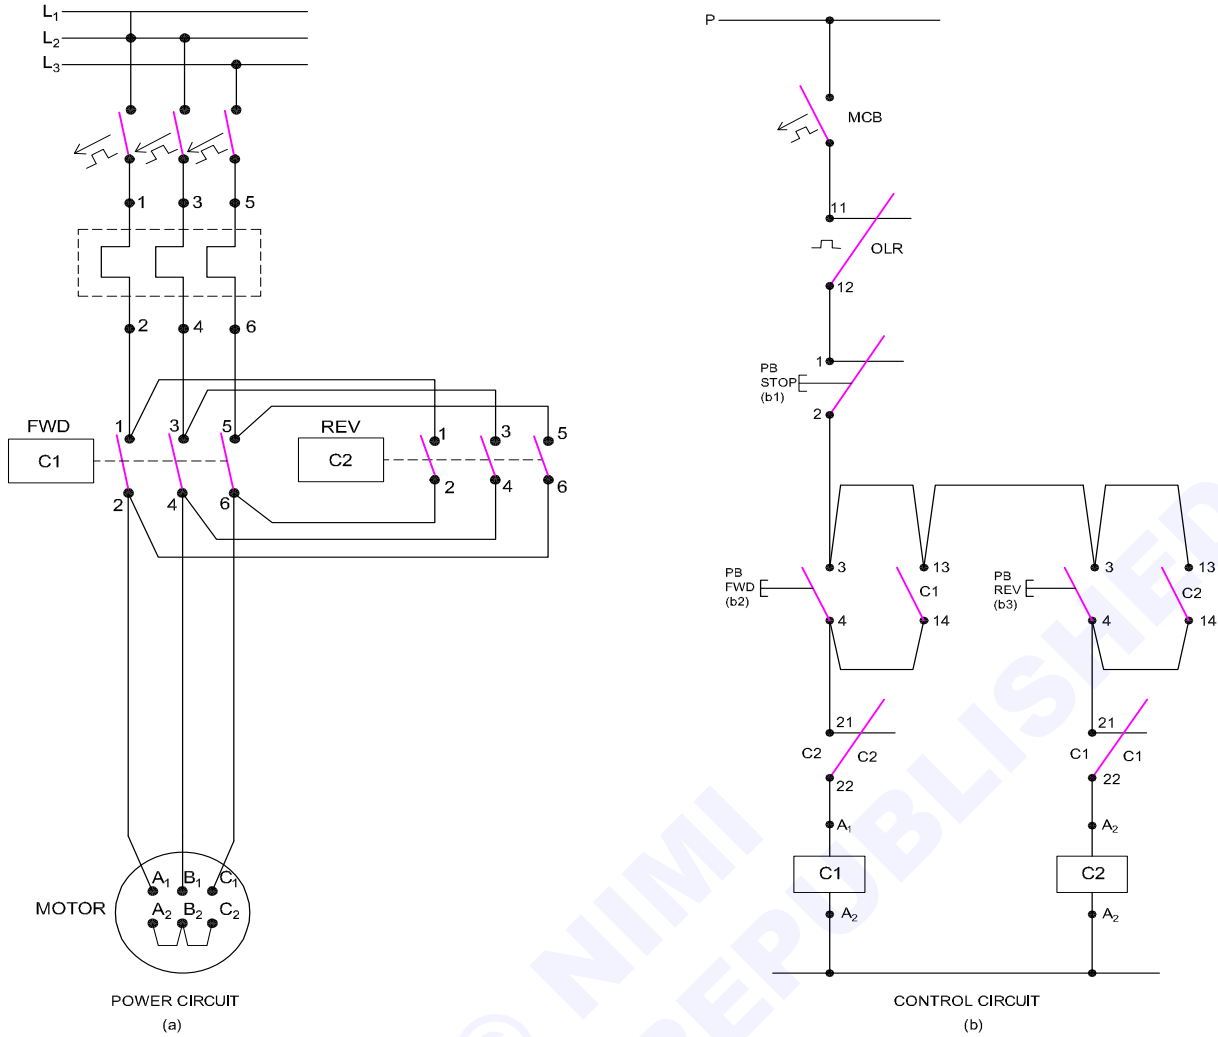 L1
L2
L3
1 3 5
2 4 6
FWD
C1
1 3 5
2 4 6
REV
C2
1 3 5
2 4 6
MOTOR
A1 B1 C1
A2 B2 C2
POWER CIRCUIT
(a)
P
MCB
11
OLR
12
1
PB
STOP
(b1)
2
PB
FWD
(b2)
3
4
13
C1
14
PB
REV
(b3)
3
4
13
C2
14
21
C2 C2
22
A1
C1
A2
21
C1 C1
22
A2
C2
A2
CONTROL CIRCUIT
(b)
© NIMI
REPUBLISHED